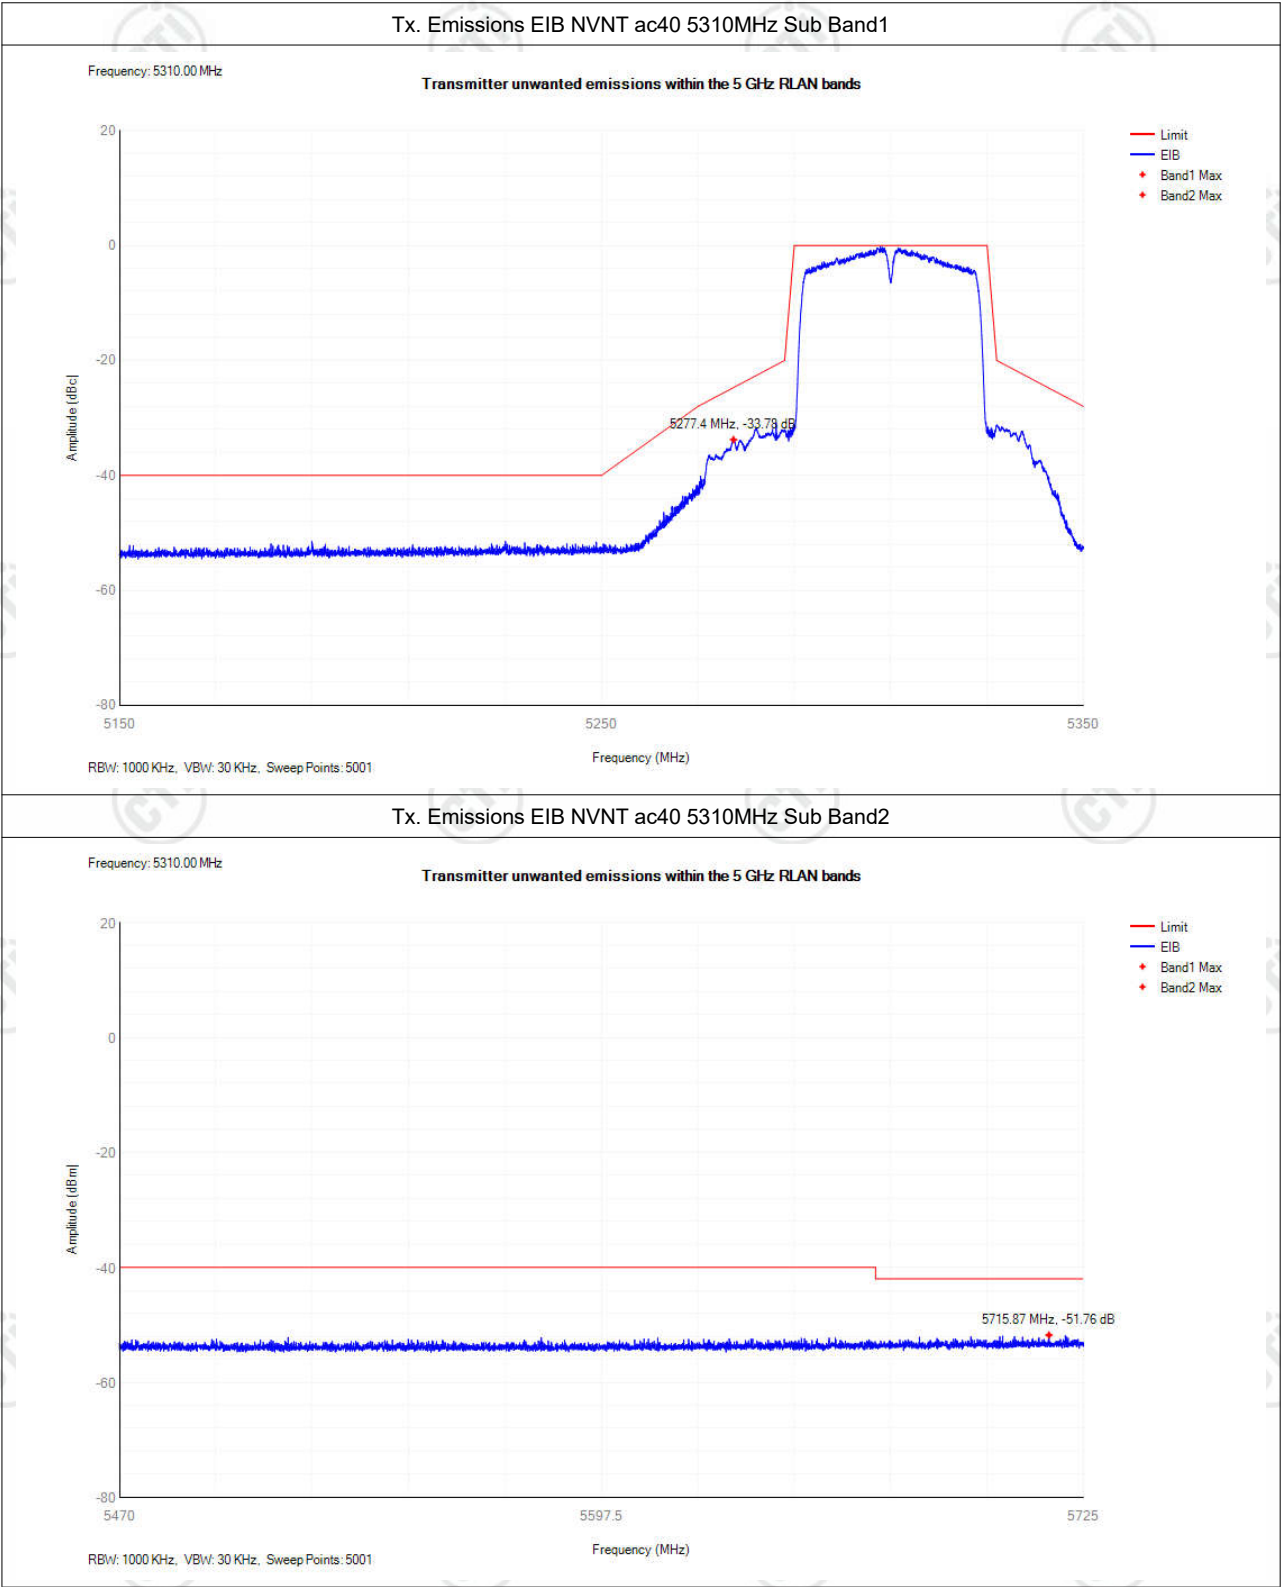 Tx. Emissions EIB NVNT ac40 5310MHz Sub Band1
Frequency: 5310.00 MHz
Transmitter unwanted emissions within the 5 GHz RLAN bands
20
0
-20
-40
-60
-80
Amplitude [dBc]
Limit
EIB
Band1 Max
Band2 Max
5277.4 MHz, -33.78 dB
5150
5250
5350
Frequency (MHz)
RBW: 1000 KHz, VBW: 30 KHz, Sweep Points: 5001
Tx. Emissions EIB NVNT ac40 5310MHz Sub Band2
Frequency: 5310.00 MHz
Transmitter unwanted emissions within the 5 GHz RLAN bands
20
0
-20
-40
-60
-80
Amplitude [dBm]
Limit
EIB
Band1 Max
Band2 Max
5715.87 MHz, -51.76 dB
5470
5597.5
5725
Frequency (MHz)
RBW: 1000 KHz, VBW: 30 KHz, Sweep Points: 5001